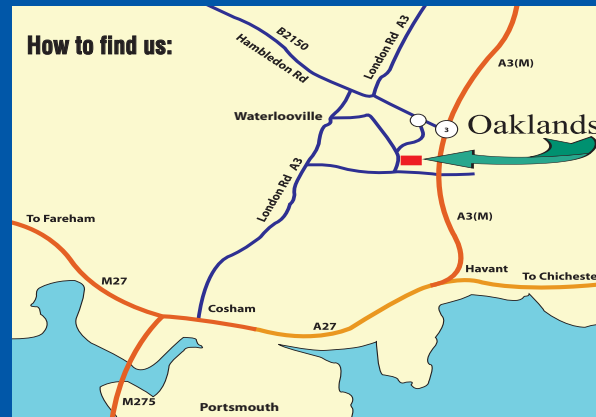 How to find us:
B2150
Hambledon Rd
London Rd A3
A3(M)
Waterlooville
3
Oaklands
London Rd A3
To Fareham
A3(M)
M27
Havant
To Chicheste
Cosham
A27
M275
Portsmouth